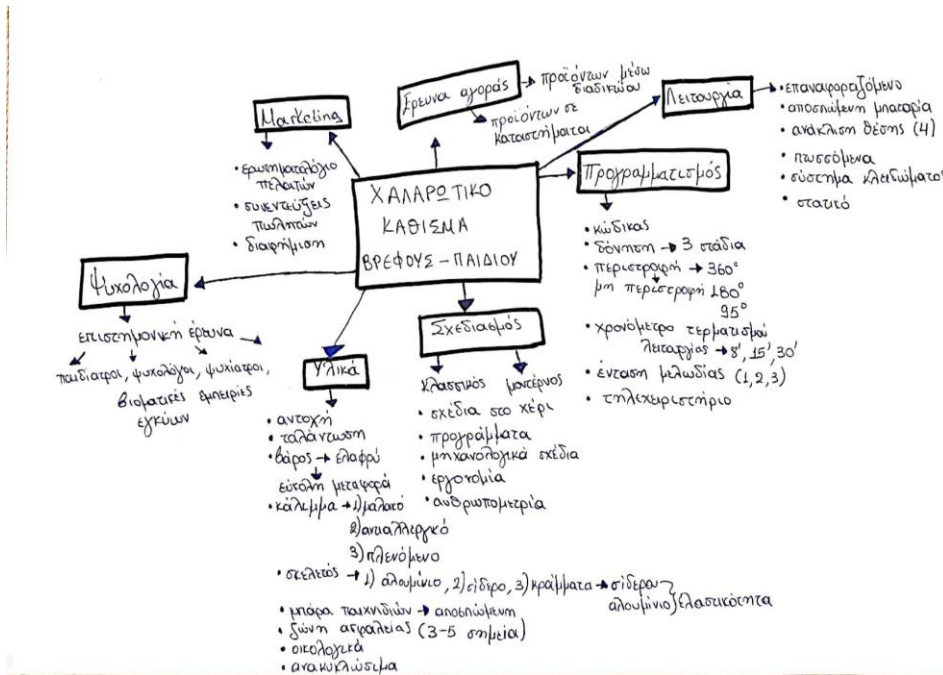 Marketing
• ερωτηματολόγιο
πελατών
• συνεντεύξεις
πωλητών
• διαφήμιση
Έρευνα αγοράς
προϊόντων μέσω
διαδικτύου
προϊόντων σε
καταστήματα
Λειτουργία
• επαναφορτιζόμενο
• αποσπώμενη μπαταρία
• ανάκλιση θέσης (4)
• πτυσσόμενο
• σύστημα κλειδώματος
• στατικό
ΧΑΛΑΡΩΤΙΚΟ
ΚΑΘΙΣΜΑ
ΒΡΕΦΟΥΣ - ΠΑΙΔΙΟΥ
Προγραμματισμός
• κώδικας
• δόνηση → 3 στάδια
• περιστροφή → 360°
μη περιστροφή 180°
95°
• χρονόμετρο τερματισμού
λειτουργίας → 8', 15', 30'
• ένταση μελωδίας (1, 2, 3)
• τηλεχειριστήριο
Ψυχολογία
επιστημονική έρευνα
παιδίατροι, ψυχολόγοι, ψυχίατροι,
βιοματικές εμπειρίες
εγκύων
Υλικά
• αντοχή
• ταλάντωση
• βάρος → ελαφρύ
εύκολη μεταφορά
• κάλυμμα → 1) μαλακό
2) αντιαλλεργικό
3) πλενόμενο
• σκελετός → 1) αλουμίνιο, 2) σίδερο, 3) κράμματα → σίδερου
αλουμίνιο } ελαστικότητα
• μπάρα παιχνιδιών → αποσπώμενη
• ζώνη ασφαλείας (3-5 σημεία)
• οικολογικά
• ανακυκλώσιμα
Σχεδιασμός
κλασσικός μοντέρνος
• σχέδια στο χέρι
• προγράμματα
• μηχανολογικά σχέδια
• εργονομία
• ανθρωπομετρία